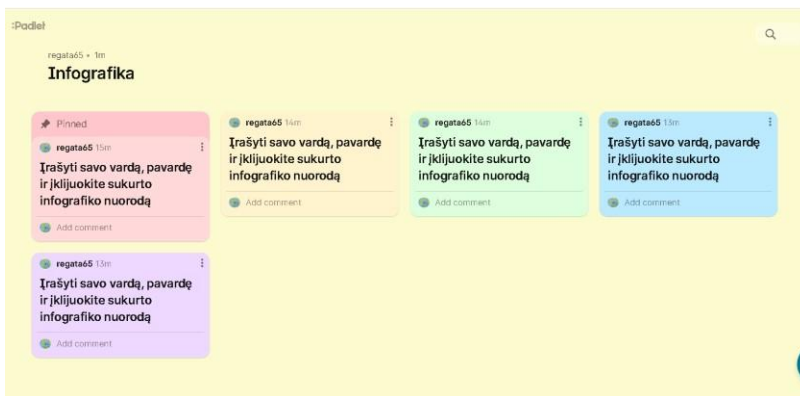 :Padlet
regata65 • 1m
Infografika
Pinned
regata65 15m
Įrašyti savo vardą, pavardę
ir įklijuokite sukurto
infografiko nuorodą
Add comment
regata65 14m
Įrašyti savo vardą, pavardę
ir įklijuokite sukurto
infografiko nuorodą
Add comment
regata65 14m
Įrašyti savo vardą, pavardę
ir įklijuokite sukurto
infografiko nuorodą
Add comment
regata65 13m
Įrašyti savo vardą, pavardę
ir įklijuokite sukurto
infografiko nuorodą
Add comment
regata65 13m
Įrašyti savo vardą, pavardę
ir įklijuokite sukurto
infografiko nuorodą
Add comment